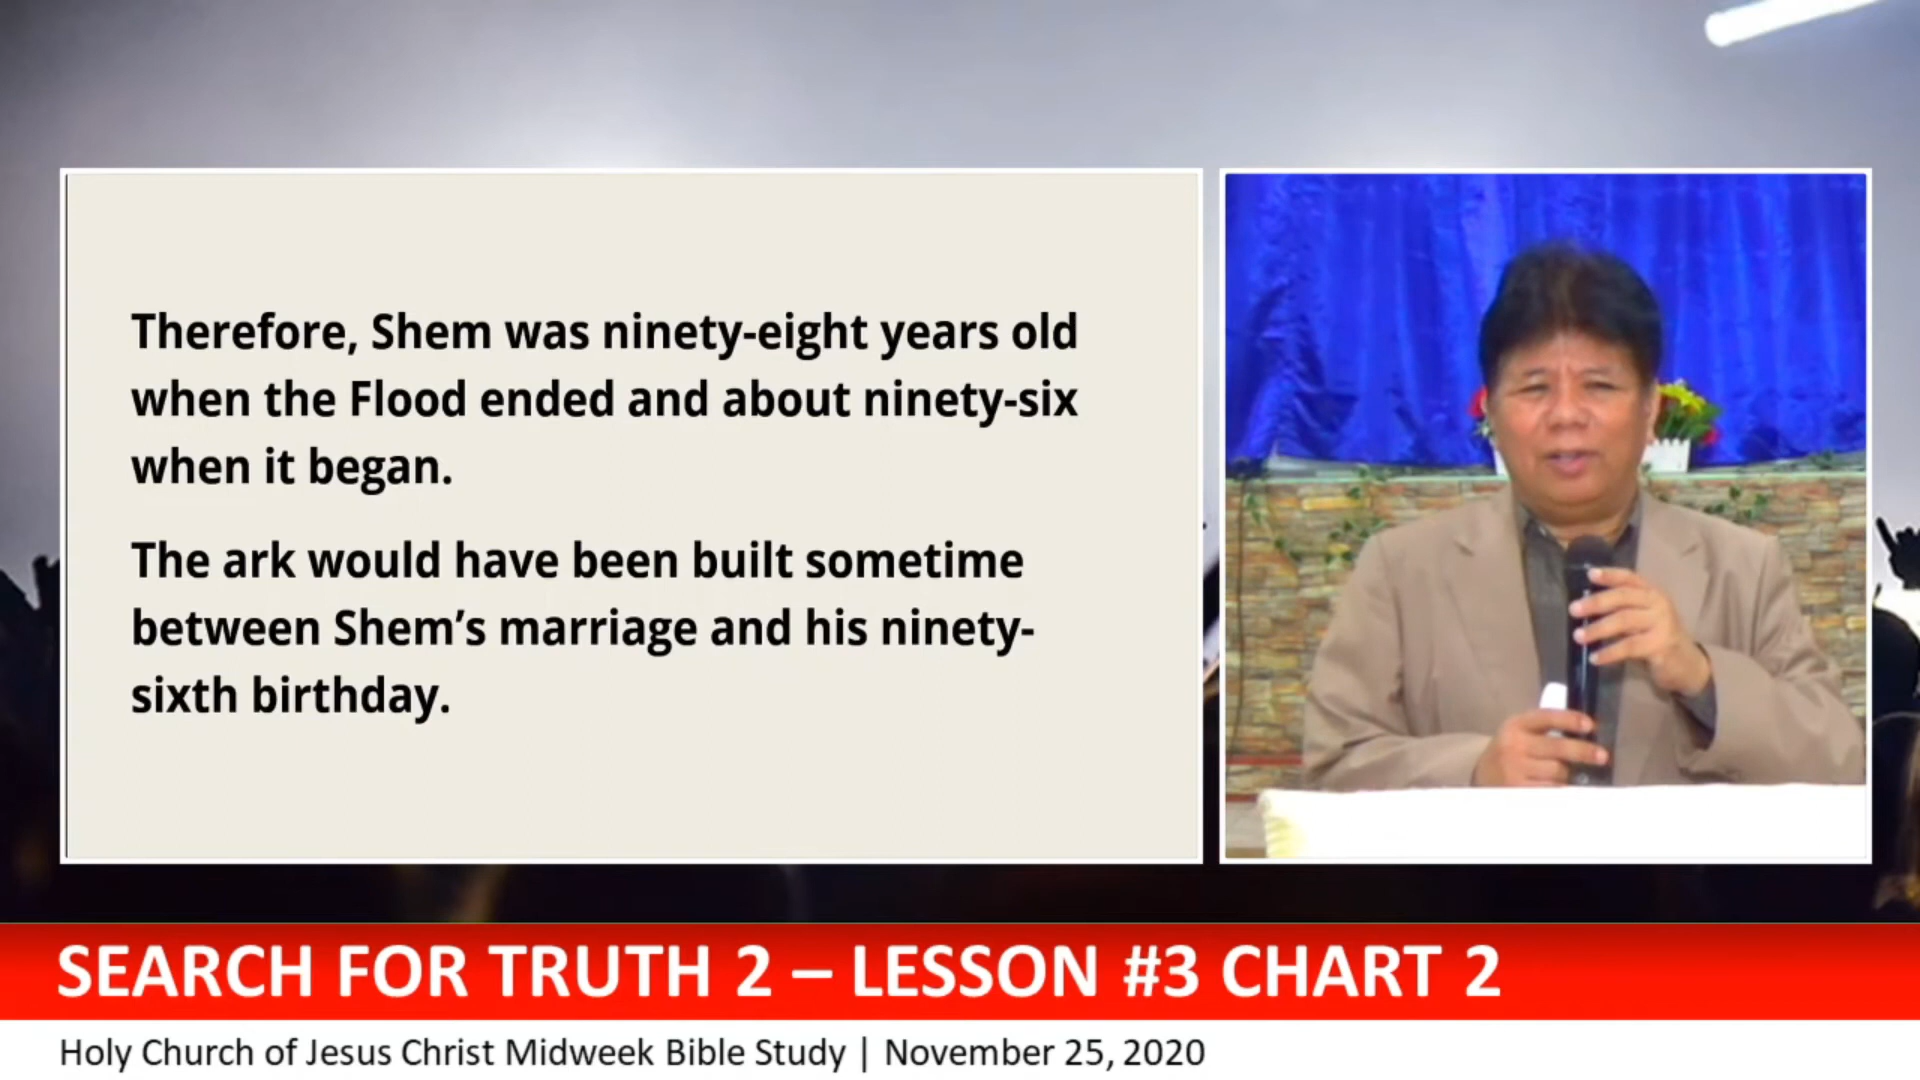 Therefore, Shem was ninety-eight years old
when the Flood ended and about ninety-six
when it began.
The ark would have been built sometime
between Shem’s marriage and his ninety-
sixth birthday.
SEARCH FOR TRUTH 2 – LESSON #3 CHART 2
Holy Church of Jesus Christ Midweek Bible Study | November 25, 2020